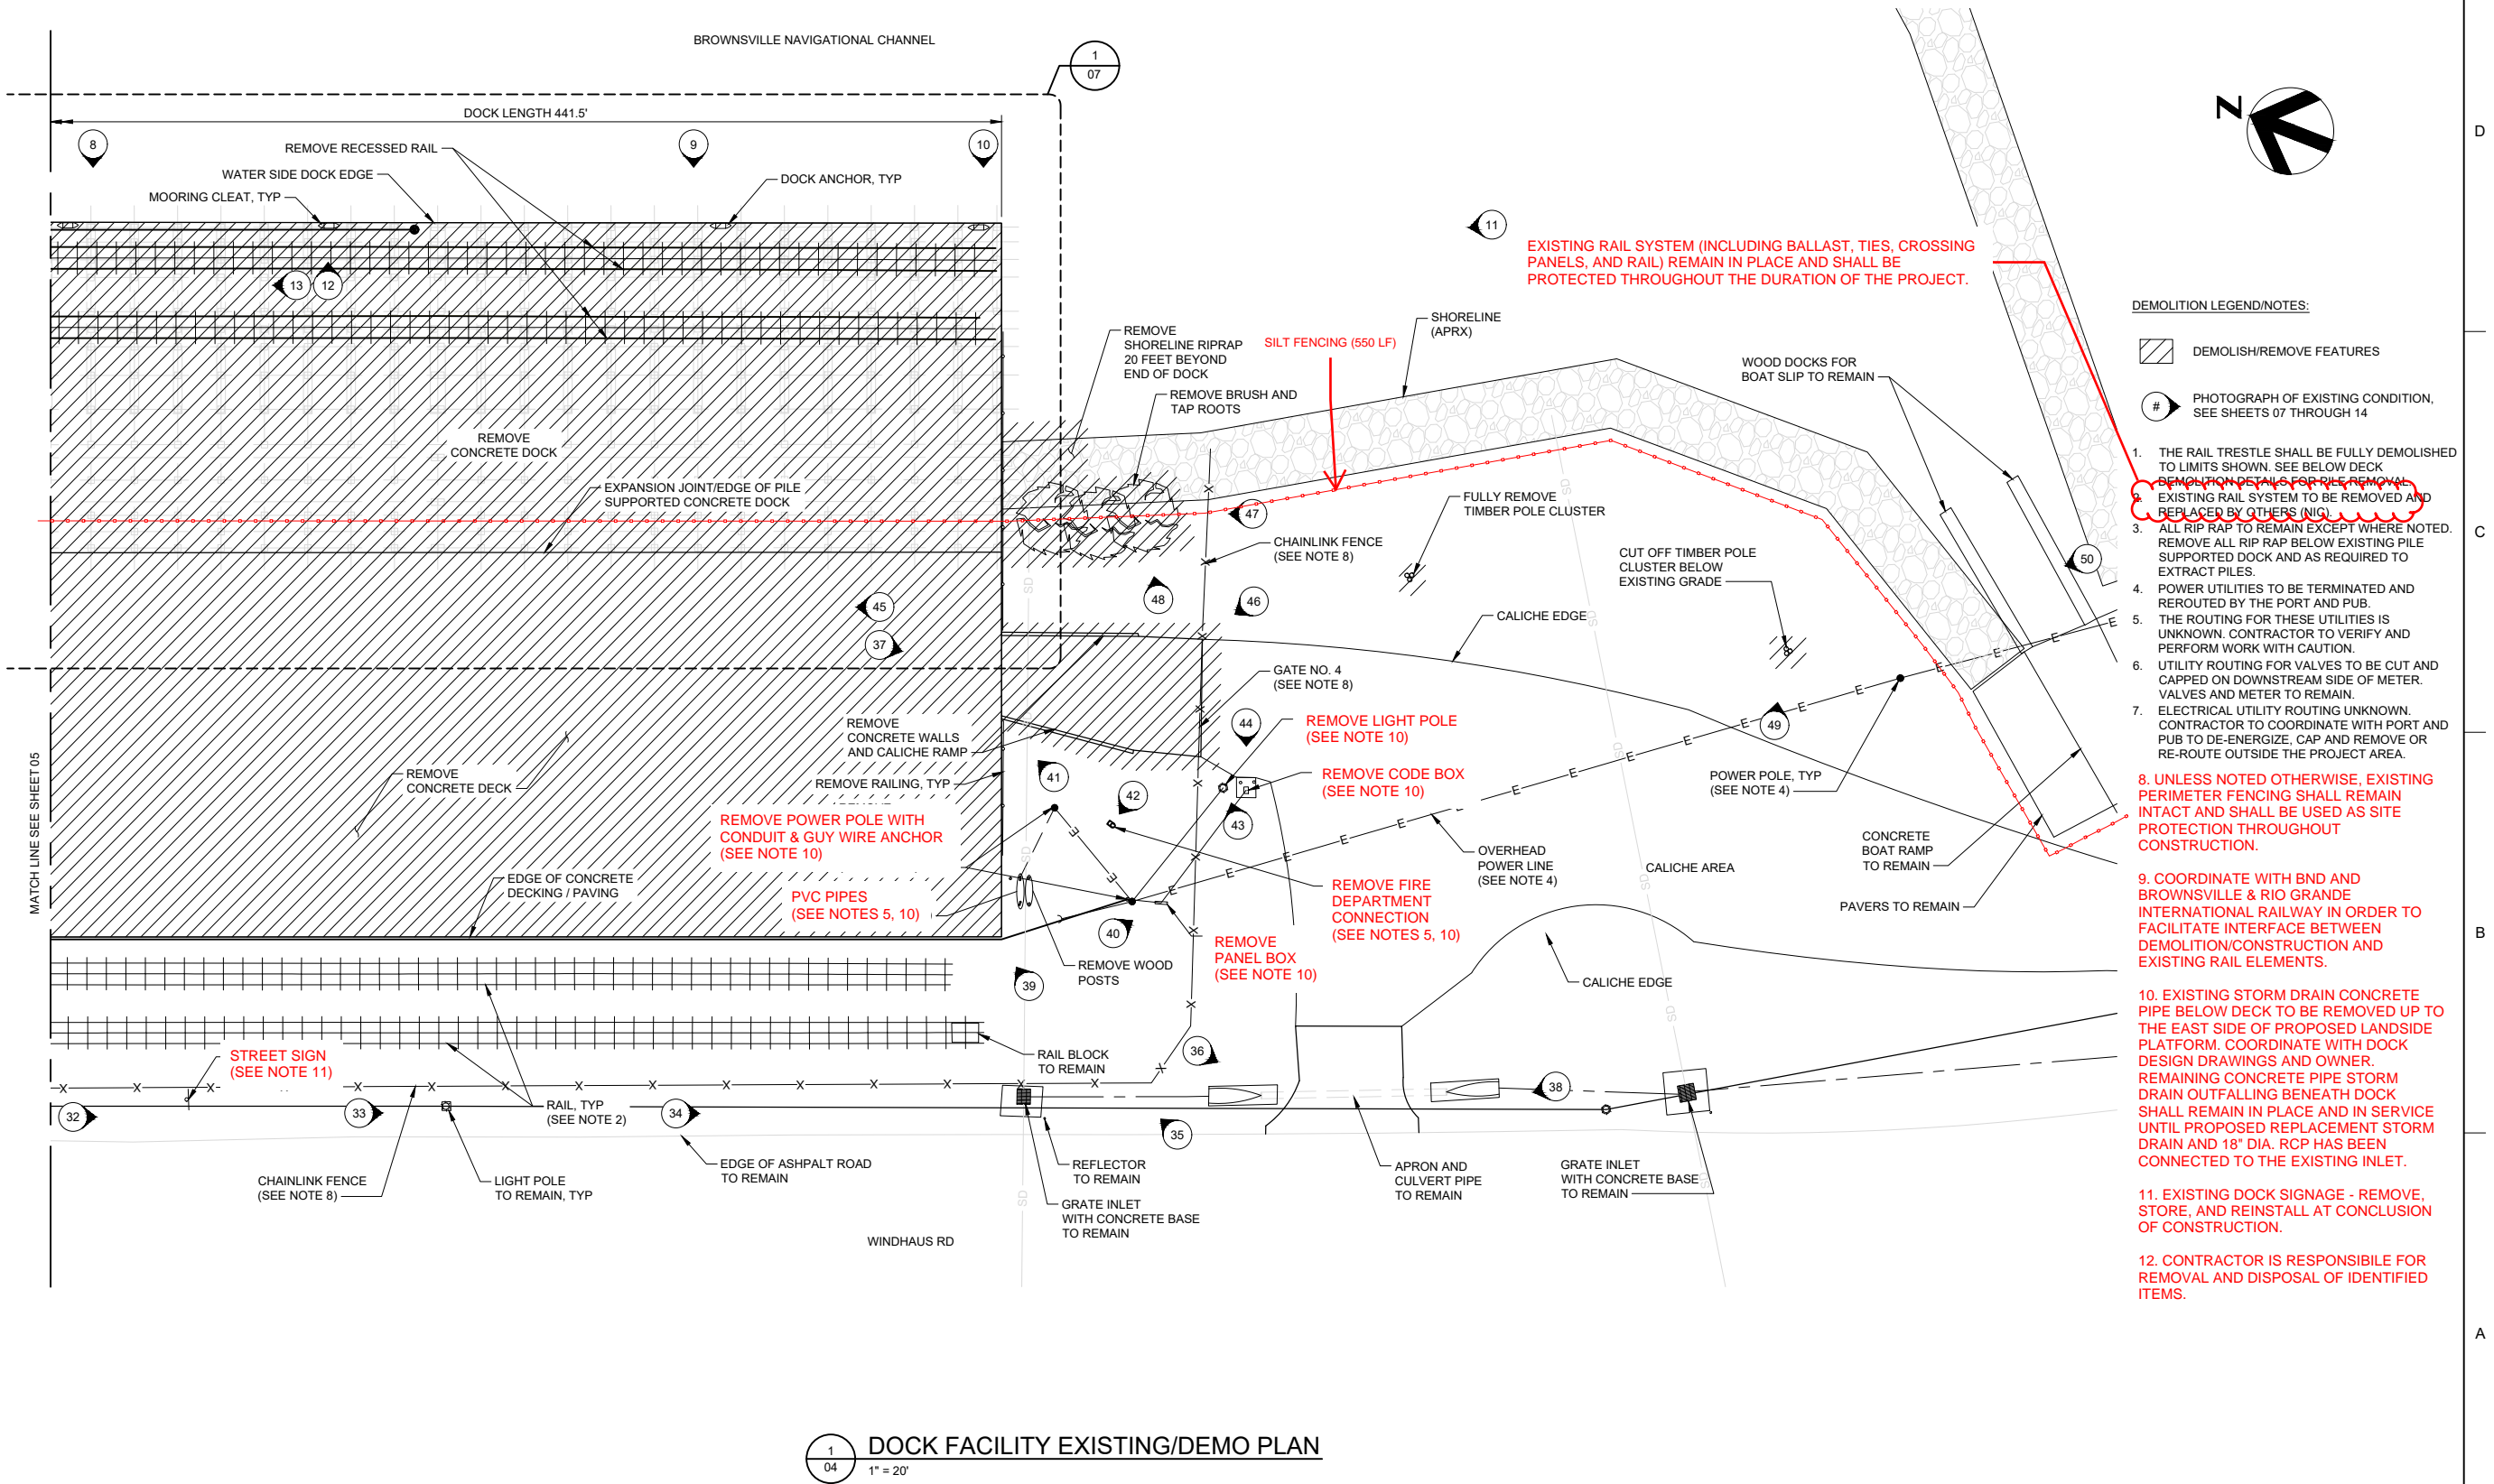 BROWNSVILLE NAVIGATIONAL CHANNEL
1
07
DOCK LENGTH 441.5'
8
9
10
REMOVE RECESSED RAIL
WATER SIDE DOCK EDGE
MOORING CLEAT, TYP
DOCK ANCHOR, TYP
13
12
11
N
D
EXISTING RAIL SYSTEM (INCLUDING BALLAST, TIES, CROSSING
PANELS, AND RAIL) REMAIN IN PLACE AND SHALL BE
PROTECTED THROUGHOUT THE DURATION OF THE PROJECT.
REMOVE
SHORELINE RIPRAP
20 FEET BEYOND
END OF DOCK
SILT FENCING (550 LF)
SHORELINE
(APRX)
REMOVE BRUSH AND
TAP ROOTS
WOOD DOCKS FOR
BOAT SLIP TO REMAIN
REMOVE
CONCRETE DOCK
EXPANSION JOINT/EDGE OF PILE
SUPPORTED CONCRETE DOCK
FULLY REMOVE
TIMBER POLE CLUSTER
47
CHAINLINK FENCE
(SEE NOTE 8)
CUT OFF TIMBER POLE
CLUSTER BELOW
EXISTING GRADE
50
C
45
37
48
46
SD
SD
SD
CALICHE EDGE
E
E
E
GATE NO. 4
(SEE NOTE 8)
REMOVE
CONCRETE WALLS
AND CALICHE RAMP
REMOVE RAILING, TYP
44
REMOVE LIGHT POLE
(SEE NOTE 10)
REMOVE CODE BOX
(SEE NOTE 10)
49
E
E
E
E
E
E
E
SD
POWER POLE, TYP
(SEE NOTE 4)
MATCH LINE SEE SHEET 05
REMOVE
CONCRETE DECK
41
42
43
REMOVE POWER POLE WITH
CONDUIT & GUY WIRE ANCHOR
(SEE NOTE 10)
EDGE OF CONCRETE
DECKING / PAVING
PVC PIPES
(SEE NOTES 5, 10)
SD
E
E
E
E
E
OVERHEAD
POWER LINE
(SEE NOTE 4)
CALICHE AREA
SD
CONCRETE
BOAT RAMP
TO REMAIN
PAVERS TO REMAIN
REMOVE FIRE
DEPARTMENT
CONNECTION
(SEE NOTES 5, 10)
40
REMOVE
PANEL BOX
(SEE NOTE 10)
39
REMOVE WOOD
POSTS
CALICHE EDGE
SD
B
STREET SIGN
(SEE NOTE 11)
RAIL BLOCK
TO REMAIN
36
38
32
33
34
35
RAIL, TYP
(SEE NOTE 2)
CHAINLINK FENCE
(SEE NOTE 8)
LIGHT POLE
TO REMAIN, TYP
EDGE OF ASHPALT ROAD
TO REMAIN
REFLECTOR
TO REMAIN
GRATE INLET
WITH CONCRETE BASE
TO REMAIN
APRON AND
CULVERT PIPE
TO REMAIN
GRATE INLET
WITH CONCRETE BASE
TO REMAIN
SD
SD
WINDHAUS RD
A
DEMOLITION LEGEND/NOTES:
DEMOLISH/REMOVE FEATURES
#
PHOTOGRAPH OF EXISTING CONDITION,
SEE SHEETS 07 THROUGH 14
1. THE RAIL TRESTLE SHALL BE FULLY DEMOLISHED
TO LIMITS SHOWN. SEE BELOW DECK
DEMOLITION DETAILS FOR PILE REMOVAL.
2. EXISTING RAIL SYSTEM TO BE REMOVED AND
REPLACED BY OTHERS (NIC).
3. ALL RIP RAP TO REMAIN EXCEPT WHERE NOTED.
REMOVE ALL RIP RAP BELOW EXISTING PILE
SUPPORTED DOCK AND AS REQUIRED TO
EXTRACT PILES.
4. POWER UTILITIES TO BE TERMINATED AND
REROUTED BY THE PORT AND PUB.
5. THE ROUTING FOR THESE UTILITIES IS
UNKNOWN. CONTRACTOR TO VERIFY AND
PERFORM WORK WITH CAUTION.
6. UTILITY ROUTING FOR VALVES TO BE CUT AND
CAPPED ON DOWNSTREAM SIDE OF METER.
VALVES AND METER TO REMAIN.
7. ELECTRICAL UTILITY ROUTING UNKNOWN.
CONTRACTOR TO COORDINATE WITH PORT AND
PUB TO DE-ENERGIZE, CAP AND REMOVE OR
RE-ROUTE OUTSIDE THE PROJECT AREA.
8. UNLESS NOTED OTHERWISE, EXISTING
PERIMETER FENCING SHALL REMAIN
INTACT AND SHALL BE USED AS SITE
PROTECTION THROUGHOUT
CONSTRUCTION.
9. COORDINATE WITH BND AND
BROWNSVILLE & RIO GRANDE
INTERNATIONAL RAILWAY IN ORDER TO
FACILITATE INTERFACE BETWEEN
DEMOLITION/CONSTRUCTION AND
EXISTING RAIL ELEMENTS.
10. EXISTING STORM DRAIN CONCRETE
PIPE BELOW DECK TO BE REMOVED UP TO
THE EAST SIDE OF PROPOSED LANDSIDE
PLATFORM. COORDINATE WITH DOCK
DESIGN DRAWINGS AND OWNER.
REMAINING CONCRETE PIPE STORM
DRAIN OUTFALLING BENEATH DOCK
SHALL REMAIN IN PLACE AND IN SERVICE
UNTIL PROPOSED REPLACEMENT STORM
DRAIN AND 18" DIA. RCP HAS BEEN
CONNECTED TO THE EXISTING INLET.
11. EXISTING DOCK SIGNAGE - REMOVE,
STORE, AND REINSTALL AT CONCLUSION
OF CONSTRUCTION.
12. CONTRACTOR IS RESPONSIBILE FOR
REMOVAL AND DISPOSAL OF IDENTIFIED
ITEMS.
1
04
DOCK FACILITY EXISTING/DEMO PLAN
1" = 20'